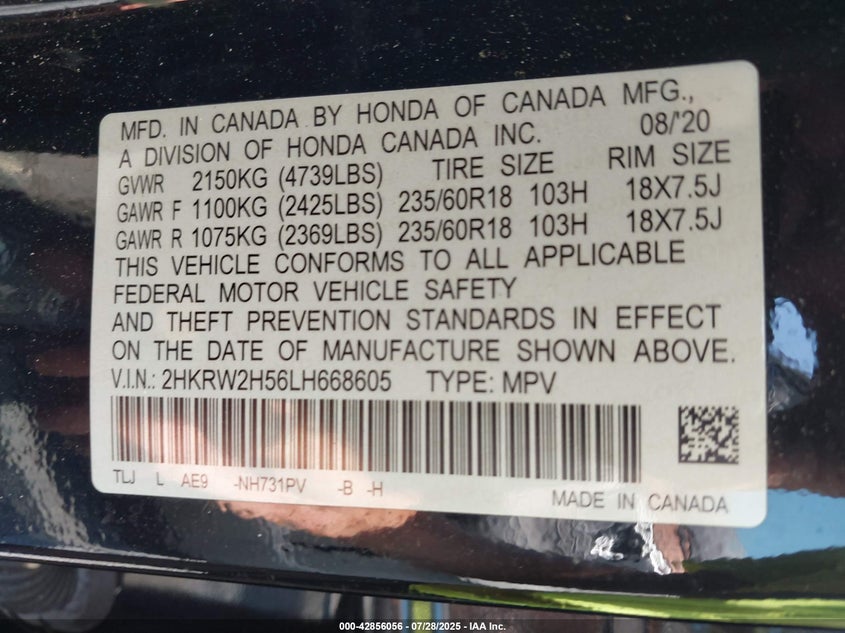 MFD. IN CANADA BY HONDA OF CANADA MFG.,
A DIVISION OF HONDA CANADA INC. 08/'20
GVWR 2150KG (4739LBS) TIRE SIZE RIM SIZE
GAWR F 1100KG (2425LBS) 235/60R18 103H 18X7.5J
GAWR R 1075KG (2369LBS) 235/60R18 103H 18X7.5J
THIS VEHICLE CONFORMS TO ALL APPLICABLE
FEDERAL MOTOR VEHICLE SAFETY
AND THEFT PREVENTION STANDARDS IN EFFECT
ON THE DATE OF MANUFACTURE SHOWN ABOVE.
V.I.N.: 2HKRW2H56LH668605 TYPE: MPV
TLJ L AE9 -NH731PV -B -H
MADE IN CANADA
000-42856056 - 07/28/2025 - IAA Inc.